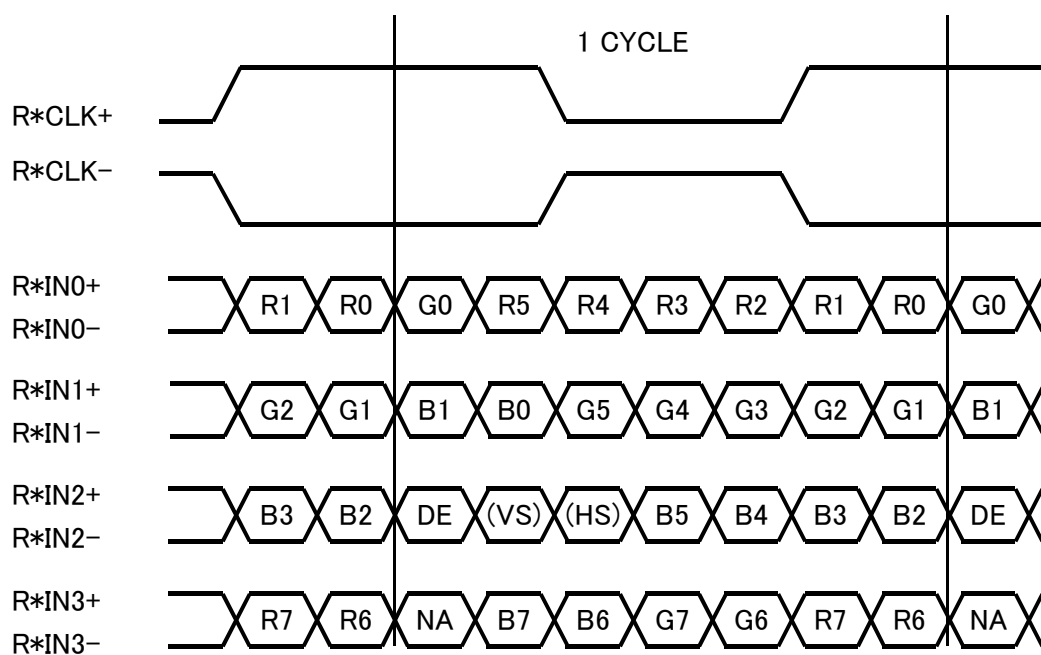 1 CYCLE
R*CLK+
R*CLK-
R*IN0+
R*IN0-
R1 R0 G0 R5 R4 R3 R2 R1 R0 G0
R*IN1+
R*IN1-
G2 G1 B1 B0 G5 G4 G3 G2 G1 B1
R*IN2+
R*IN2-
B3 B2 DE (VS) (HS) B5 B4 B3 B2 DE
R*IN3+
R*IN3-
R7 R6 NA B7 B6 G7 G6 R7 R6 NA